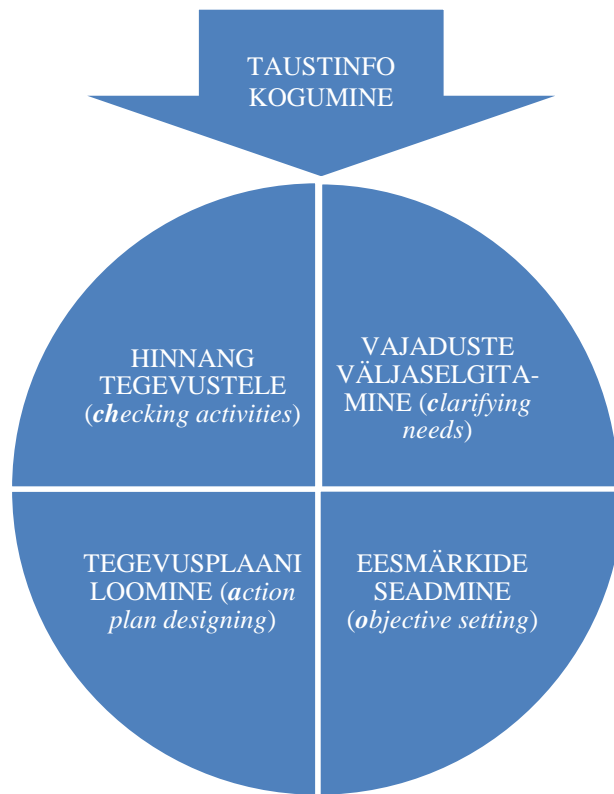 TAUSTINFO
KOGUMINE
HINNANG
TEGEVUSTELE
(checking activities)
VAJADUSTE
VÄLJASELGITA-
MINE (clarifying
needs)
TEGEVUSPLAANI
LOOMINE (action
plan designing)
EESMÄRKIDE
SEADMINE
(objective setting)